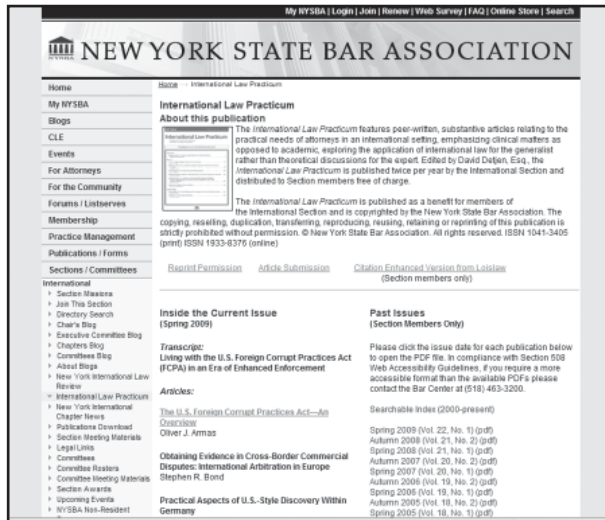 My NYSBA | Login | Join | Renew | Web Survey | FAQ | Online Store | Search
NYSBA
NEW YORK STATE BAR ASSOCIATION
Home
My NYSBA
Blogs
CLE
Events
For Attorneys
For the Community
Forums / Listserves
Membership
Practice Management
Publications / Forms
Sections / Committees
International
Section Missions
Join This Section
Directory Search
Chair's Blog
Executive Committee Blog
Chapters Blog
Committees Blog
About Blogs
New York International Law
Review
International Law Practicum
New York International
Chapter News
Publications Download
Section Meeting Materials
Legal Links
Committees
Committee Rosters
Committee Meeting Materials
Section Awards
Upcoming Events
NYSBA Non-Resident
Home → International Law Practicum
International Law Practicum
About this publication
International Law Practicum
The International Law Practicum features peer-written, substantive articles relating to the
practical needs of attorneys in an international setting, emphasizing clinical matters as
opposed to academic, exploring the application of international law for the generalist
rather than theoretical discussions for the expert. Edited by David Detjen, Esq., the
International Law Practicum is published twice per year by the International Section and
distributed to Section members free of charge.
The International Law Practicum is published as a benefit for members of
the International Section and is copyrighted by the New York State Bar Association. The
copying, reselling, duplication, transferring, reproducing, reusing, retaining or reprinting of this publication is
strictly prohibited without permission. © New York State Bar Association. All rights reserved. ISSN 1041-3405
(print) ISSN 1933-8376 (online)
Reprint Permission Article Submission Citation Enhanced Version from Loislaw
(Section members only)
Inside the Current Issue
(Spring 2009)
Transcript:
Living with the U.S. Foreign Corrupt Practices Act
(FCPA) in an Era of Enhanced Enforcement
Articles:
The U.S. Foreign Corrupt Practices Act—An
Overview
Oliver J. Armas
Obtaining Evidence in Cross-Border Commercial
Disputes: International Arbitration in Europe
Stephen R. Bond
Practical Aspects of U.S.-Style Discovery Within
Germany
Past Issues
(Section Members Only)
Please click the issue date for each publication below
to open the PDF file. In compliance with Section 508
Web Accessibility Guidelines, if you require a more
accessible format than the available PDFs please
contact the Bar Center at (518) 463-3200.
Searchable Index (2000-present)
Spring 2009 (Vol. 22, No. 1) (pdf)
Autumn 2008 (Vol. 21, No. 2) (pdf)
Spring 2008 (Vol. 21, No. 1) (pdf)
Autumn 2007 (Vol. 20, No. 2) (pdf)
Spring 2007 (Vol. 20, No. 1) (pdf)
Autumn 2006 (Vol. 19, No. 2) (pdf)
Spring 2006 (Vol. 19, No. 1) (pdf)
Autumn 2005 (Vol. 18, No. 2) (pdf)
Spring 2005 (Vol. 18, No. 1) (pdf)